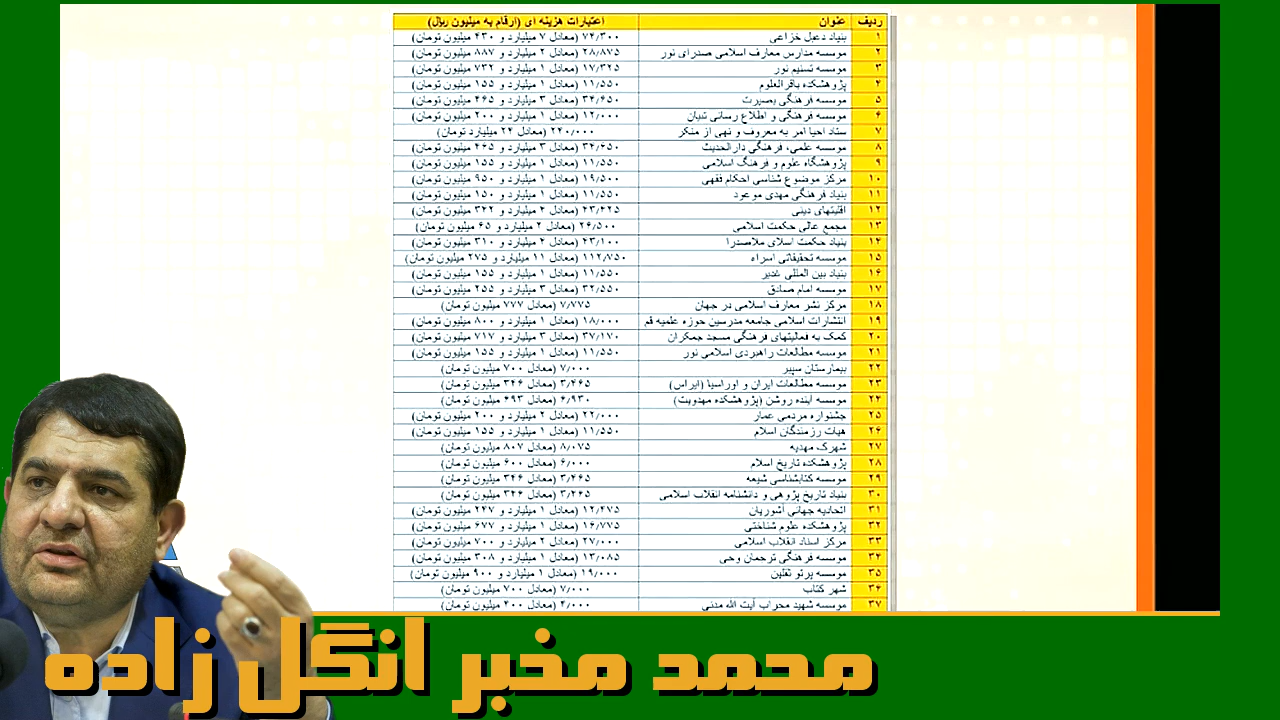 ردیف عنوان اعتبارات هزینه ای (ارقام به میلیون ریال)
۱ بنیاد دعبل خزاعی ۷۴/۳۰۰ (معادل ۷ میلیارد و ۴۳۰ میلیون تومان)
۲ موسسه مدارس معارف اسلامی صدرای نور ۲۸/۸۷۵ (معادل ۲ میلیارد و ۸۸۷ میلیون تومان)
۳ موسسه تسنیم نور ۱۷/۳۲۵ (معادل ۱ میلیارد و ۷۳۲ میلیون تومان)
۴ پژوهشکده باقرالعلوم ۱۱/۵۵۰ (معادل ۱ میلیارد و ۱۵۵ میلیون تومان)
۵ موسسه فرهنگی بصیرت ۳۴/۶۵۰ (معادل ۳ میلیارد و ۴۶۵ میلیون تومان)
۶ موسسه فرهنگی و اطلاع رسانی تبیان ۱۲/۰۰۰ (معادل ۱ میلیارد و ۲۰۰ میلیون تومان)
۷ ستاد احیا امر به معروف و نهی از منکر ۲۴۰/۰۰۰ (معادل ۲۴ میلیارد تومان)
۸ موسسه علمی، فرهنگی دارالحدیث ۳۴/۶۵۰ (معادل ۳ میلیارد و ۴۶۵ میلیون تومان)
۹ پژوهشگاه علوم و فرهنگ اسلامی ۱۱/۵۵۰ (معادل ۱ میلیارد و ۱۵۵ میلیون تومان)
۱۰ مرکز موضوع شناسی احکام فقهی ۱۹/۵۰۰ (معادل ۱ میلیارد و ۹۵۰ میلیون تومان)
۱۱ بنیاد فرهنگی مهدی موعود ۱۱/۵۵۰ (معادل ۱ میلیارد و ۱۵۰ میلیون تومان)
۱۲ اقلیتهای دینی ۴۳/۴۲۵ (معادل ۴ میلیارد و ۳۴۲ میلیون تومان)
۱۳ مجمع عالی حکمت اسلامی ۲۶/۵۰۰ (معادل ۲ میلیارد و ۶۵ میلیون تومان)
۱۴ بنیاد حکمت اسلای ملاصدرا ۴۳/۱۰۰ (معادل ۴ میلیارد و ۳۱۰ میلیون تومان)
۱۵ موسسه تحقیقاتی اسراء ۱۱۲/۷۵۰ (معادل ۱۱ میلیارد و ۲۷۵ میلیون تومان)
۱۶ بنیاد بین المللی غدیر ۱۱/۵۵۰ (معادل ۱ میلیارد و ۱۵۵ میلیون تومان)
۱۷ موسسه امام صادق ۳۲/۵۵۰ (معادل ۳ میلیارد و ۲۵۵ میلیون تومان)
۱۸ مرکز نشر معارف اسلامی در جهان ۷/۷۷۵ (معادل ۷۷۷ میلیون تومان)
۱۹ انتشارات اسلامی جامعه مدرسین حوزه علمیه قم ۱۸/۰۰۰ (معادل ۱ میلیارد و ۸۰۰ میلیون تومان)
۲۰ کمک به فعالیتهای فرهنگی مسجد جمکران ۳۷/۱۷۰ (معادل ۳ میلیارد و ۷۱۷ میلیون تومان)
۲۱ موسسه مطالعات راهبردی اسلامی نور ۱۱/۵۵۰ (معادل ۱ میلیارد و ۱۵۵ میلیون تومان)
۲۲ بیمارستان سپیر ۷/۰۰۰ (معادل ۷۰۰ میلیون تومان)
۲۳ موسسه مطالعات ایران و اوراسیا (ایراس) ۳/۴۶۵ (معادل ۳۴۶ میلیون تومان)
۲۴ موسسه آینده روشن (پژوهشکده مهدویت) ۶/۹۳۰ (معادل ۶۹۳ میلیون تومان)
۲۵ جشنواره مردمی عمار ۲۲/۰۰۰ (معادل ۲ میلیارد و ۲۰۰ میلیون تومان)
۲۶ هیات رزمندگان اسلام ۱۱/۵۵۰ (معادل ۱ میلیارد و ۱۵۵ میلیون تومان)
۲۷ شهرک مهدیه ۸/۰۷۵ (معادل ۸۰۷ میلیون تومان)
۲۸ پژوهشکده تاریخ اسلام ۶/۰۰۰ (معادل ۶۰۰ میلیون تومان)
۲۹ موسسه کتابشناسی شیعه ۳/۴۶۵ (معادل ۳۴۶ میلیون تومان)
۳۰ بنیاد تاریخ پژوهی و دانشنامه انقلاب اسلامی ۳/۴۶۵ (معادل ۳۴۶ میلیون تومان)
۳۱ اتحادیه جهانی آشوریان ۱۲/۴۷۵ (معادل ۱ میلیارد و ۲۴۷ میلیون تومان)
۳۲ پژوهشکده علوم شناختی ۱۶/۷۷۵ (معادل ۱ میلیارد و ۶۷۷ میلیون تومان)
۳۳ مرکز اسناد انقلاب اسلامی ۲۷/۰۰۰ (معادل ۲ میلیارد و ۷۰۰ میلیون تومان)
۳۴ موسسه فرهنگی ترجمان وحی ۱۳/۰۸۵ (معادل ۱ میلیارد و ۳۰۸ میلیون تومان)
۳۵ موسسه پرتو ثقلین ۱۹/۰۰۰ (معادل ۱ میلیارد و ۹۰۰ میلیون تومان)
۳۶ شهر کتاب ۷/۰۰۰ (معادل ۷۰۰ میلیون تومان)
۳۷ موسسه شهید محراب آیت الله مدنی ۴/۰۰۰ (معادل ۴۰۰ میلیون تومان)
محمد مخبر انگل زاده